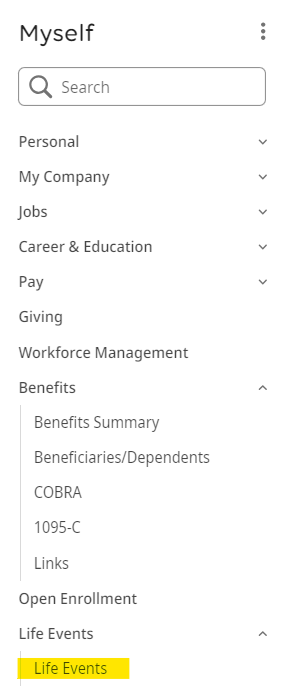 Myself
Search
Personal
My Company
Jobs
Career & Education
Pay
Giving
Workforce Management
Benefits
Benefits Summary
Beneficiaries/Dependents
COBRA
1095-C
Links
Open Enrollment
Life Events
Life Events